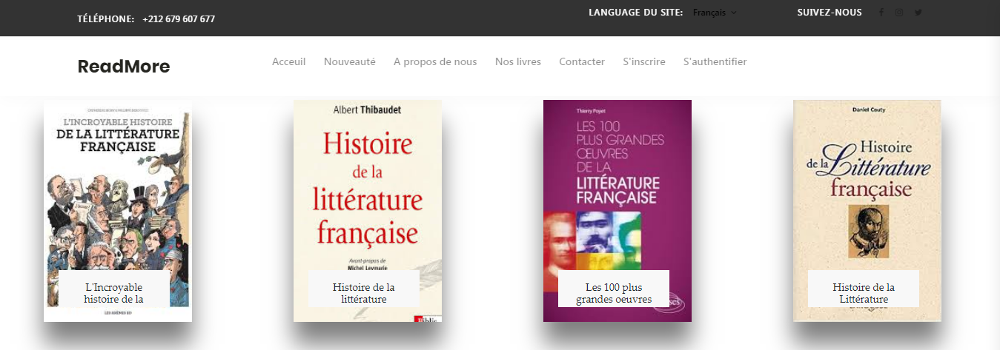 TÉLÉPHONE: +212 679 607 677
LANGUAGE DU SITE: Français
SUIVEZ-NOUS
ReadMore
Acceuil Nouveauté A propos de nous Nos livres Contacter S'inscrire S'authentifier
L'INCROYABLE HISTOIRE
DE LA LITTÉRATURE
FRANÇAISE
LES ARÈNES BD
L'Incroyable
histoire de la
Albert Thibaudet
Histoire
de la
littérature
française
Avant-propos de
Michel Leymarie
Biblis
Histoire de la
littérature
Thierry Poyet
LES 100
PLUS GRANDES
ŒUVRES
DE LA
LITTÉRATURE
FRANÇAISE
Les 100 plus
grandes oeuvres
Daniel Couty
Histoire
de la Littérature
française
Histoire de la
Littérature